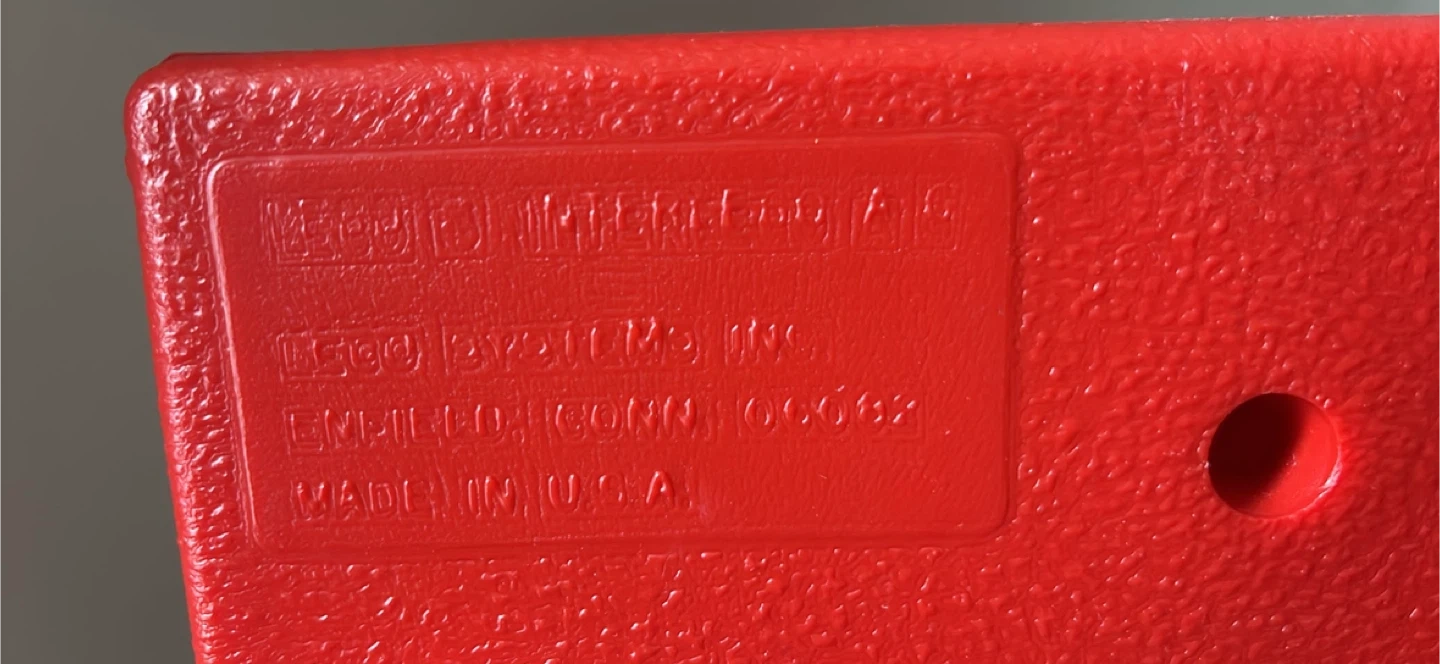 LEGO INTERLEGO A G
LEGO SYSTEMS INC
ENFIELD, CONN. 06082
MADE IN U.S.A.